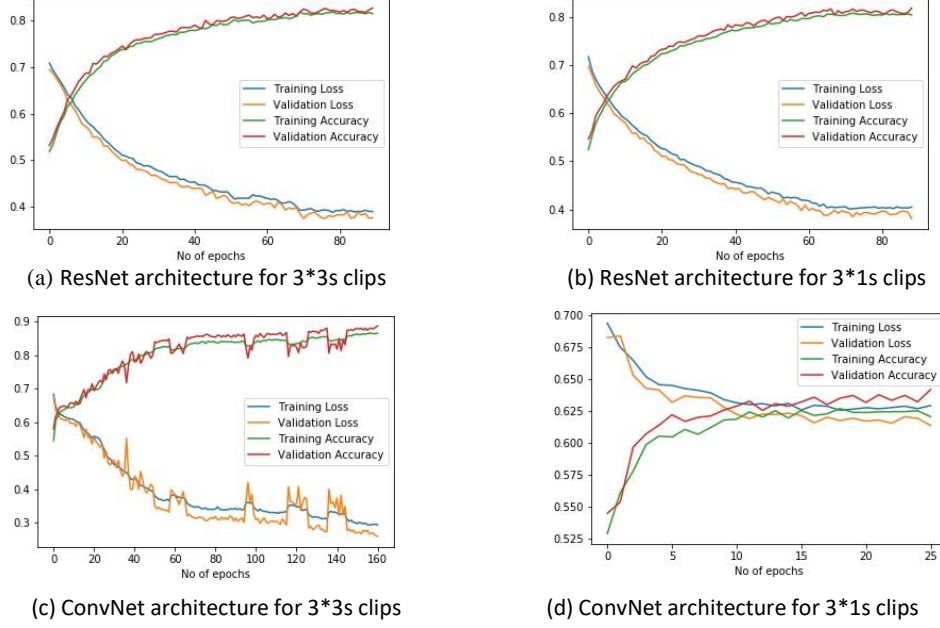 0.8
0.7
0.6
0.5
0.4
Training Loss
Validation Loss
Training Accuracy
Validation Accuracy
0 20 40 60 80
No of epochs
(a) ResNet architecture for 3*3s clips
0.8
0.7
0.6
0.5
0.4
Training Loss
Validation Loss
Training Accuracy
Validation Accuracy
0 20 40 60 80
No of epochs
(b) ResNet architecture for 3*1s clips
0.9
0.8
0.7
0.6
0.5
0.4
0.3
Training Loss
Validation Loss
Training Accuracy
Validation Accuracy
0 20 40 60 80 100 120 140 160
No of epochs
(c) ConvNet architecture for 3*3s clips
0.700
0.675
0.650
0.625
0.600
0.575
0.550
0.525
Training Loss
Validation Loss
Training Accuracy
Validation Accuracy
0 5 10 15 20 25
No of epochs
(d) ConvNet architecture for 3*1s clips